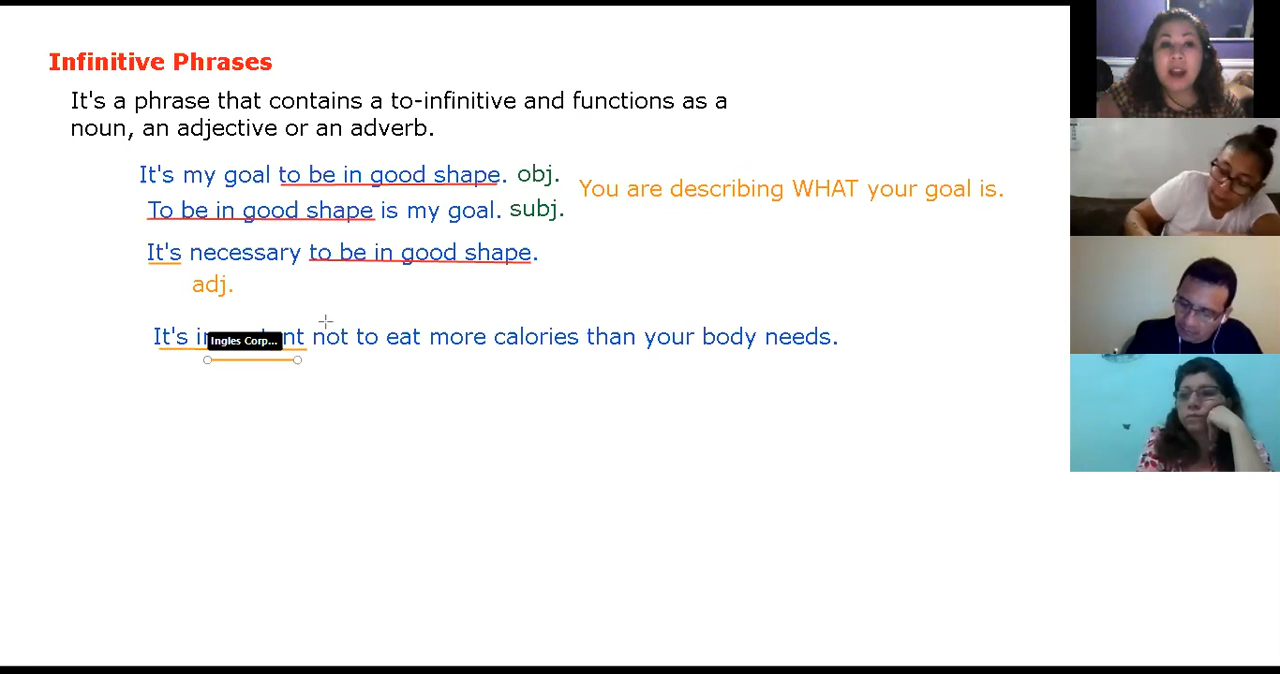 Infinitive Phrases
It's a phrase that contains a to-infinitive and functions as a
noun, an adjective or an adverb.
It's my goal to be in good shape. obj.
You are describing WHAT your goal is.
To be in good shape is my goal. subj.
It's necessary to be in good shape.
adj.
It's not to eat more calories than your body needs.
Ingles Corp...